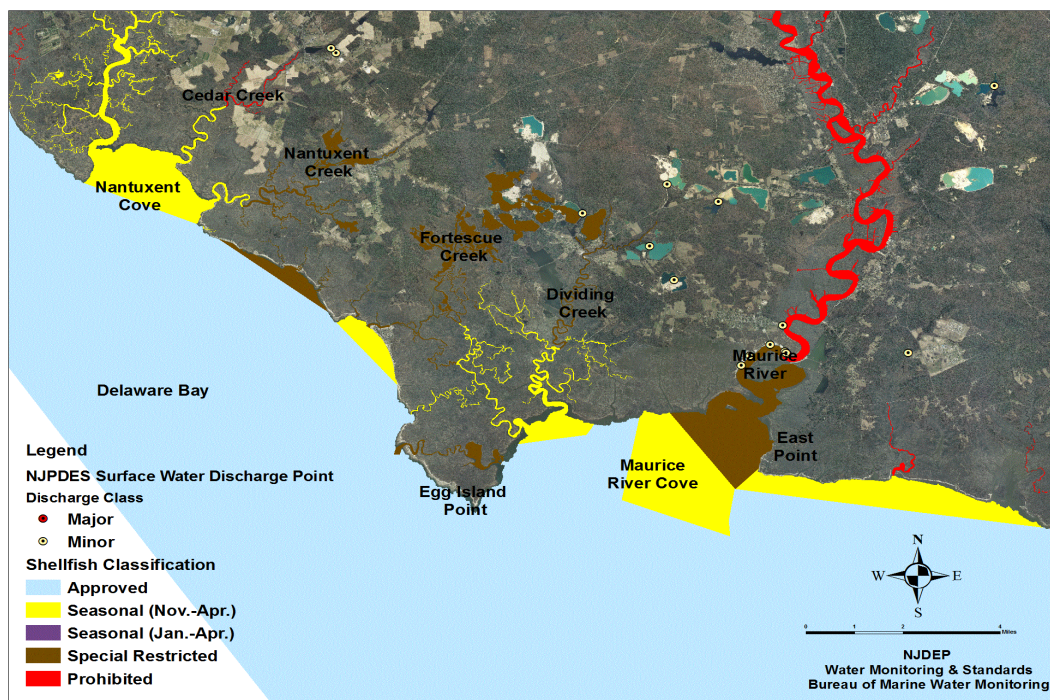 Cedar Creek
Nantuxent
Creek
Nantuxent
Cove
Fortescue
Creek
Dividing
Creek
Maurice
River
Delaware Bay
East
Point
Maurice
River Cove
Egg Island
Point
Legend
NJPDES Surface Water Discharge Point
Discharge Class
Major
Minor
Shellfish Classification
Approved
Seasonal (Nov.-Apr.)
Seasonal (Jan.-Apr.)
Special Restricted
Prohibited
N
W E
S
0 1 2 4
Miles
NJDEP
Water Monitoring & Standards
Bureau of Marine Water Monitoring